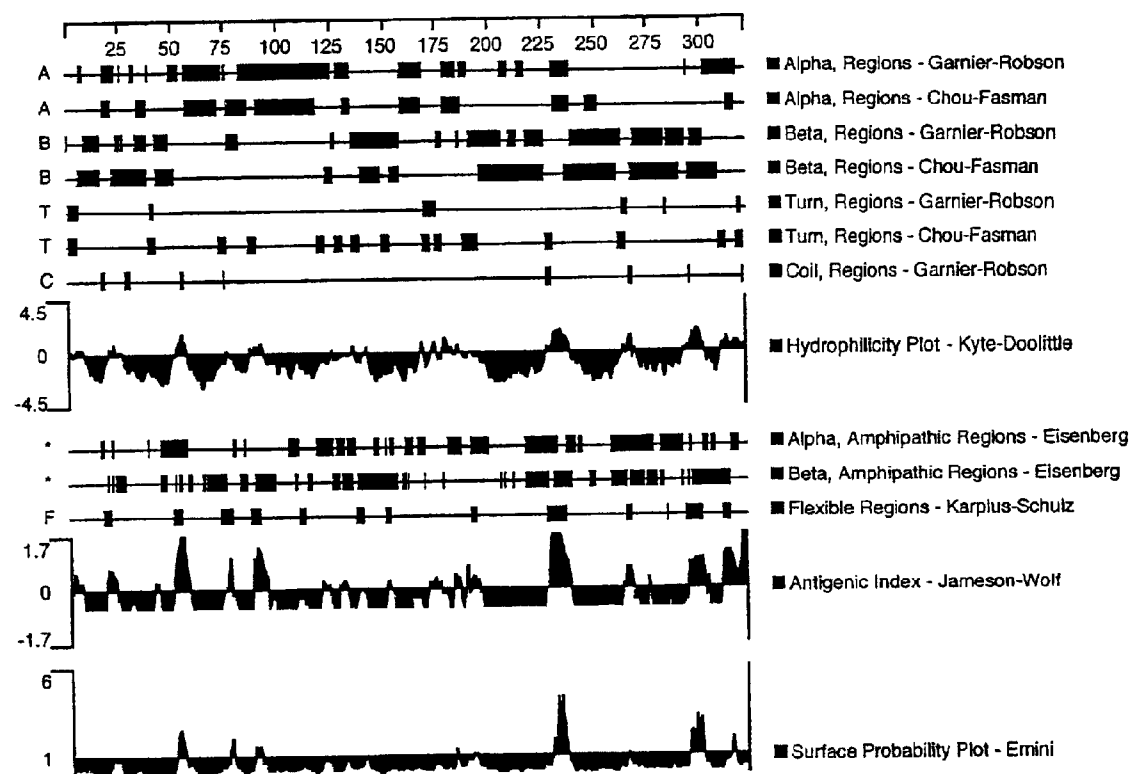 25 50 75 100 125 150 175 200 225 250 275 300
A Alpha, Regions - Garnier-Robson
A Alpha, Regions - Chou-Fasman
B Beta, Regions - Garnier-Robson
B Beta, Regions - Chou-Fasman
T Turn, Regions - Garnier-Robson
T Turn, Regions - Chou-Fasman
C Coil, Regions - Garnier-Robson
4.5
0 Hydrophilicity Plot - Kyte-Doolittle
-4.5
* Alpha, Amphipathic Regions - Eisenberg
* Beta, Amphipathic Regions - Eisenberg
F Flexible Regions - Karplus-Schulz
1.7
0 Antigenic Index - Jameson-Wolf
-1.7
6
1 Surface Probability Plot - Emini